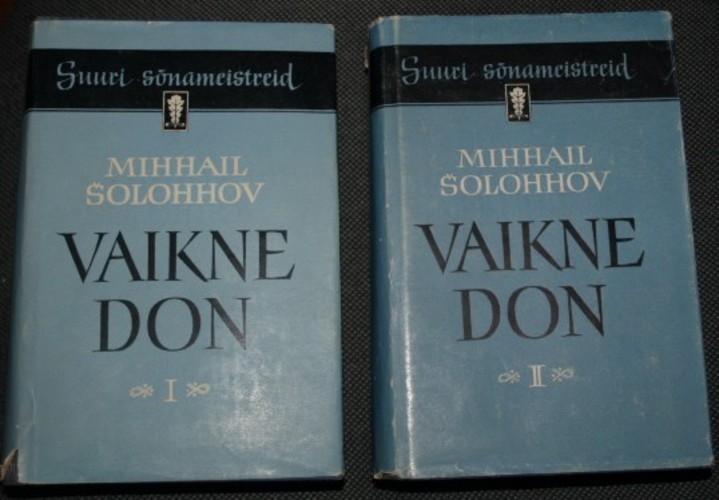 Suuri sõnameistreid
MIHHAIL
ŠOLOHHOV
VAIKNE
DON
I
Suuri sõnameistreid
MIHHAIL
ŠOLOHHOV
VAIKNE
DON
II